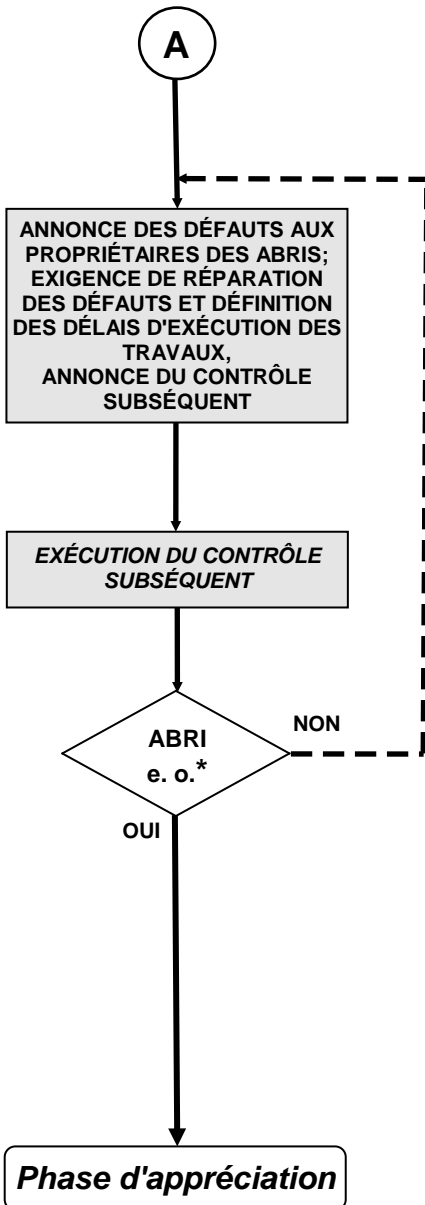 A
ANNONCE DES DÉFAUTS AUX
PROPRIÉTAIRES DES ABRIS;
EXIGENCE DE RÉPARATION
DES DÉFAUTS ET DÉFINITION
DES DÉLAIS D'EXÉCUTION DES
TRAVAUX,
ANNONCE DU CONTRÔLE
SUBSÉQUENT
EXÉCUTION DU CONTRÔLE
SUBSÉQUENT
ABRI
e. o.*
NON
OUI
Phase d'appréciation